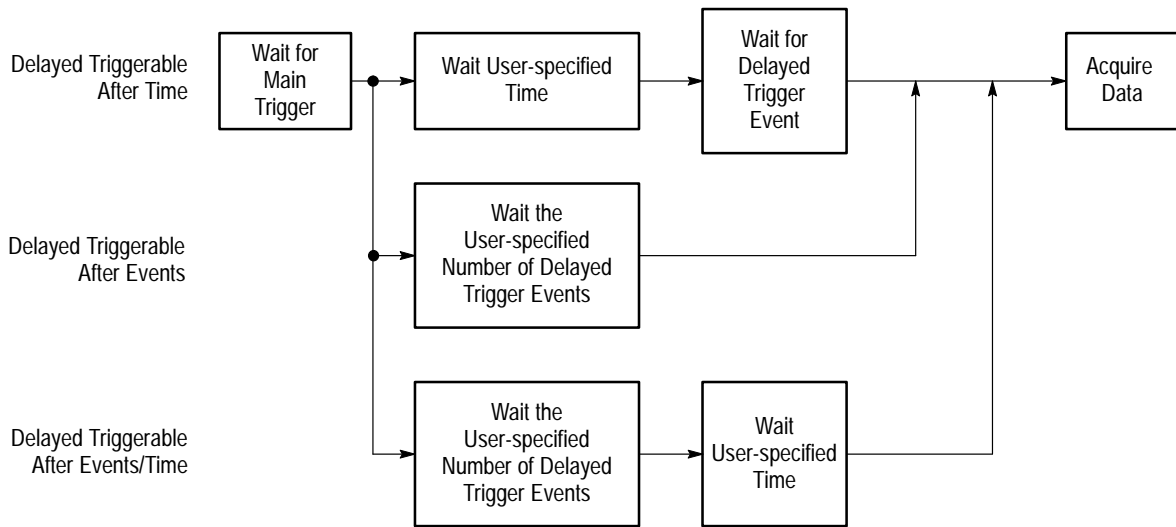 Delayed Triggerable
After Time
Wait for
Main
Trigger
Wait User-specified
Time
Wait for
Delayed
Trigger
Event
Acquire
Data
Delayed Triggerable
After Events
Wait the
User-specified
Number of Delayed
Trigger Events
Delayed Triggerable
After Events/Time
Wait the
User-specified
Number of Delayed
Trigger Events
Wait
User-specified
Time